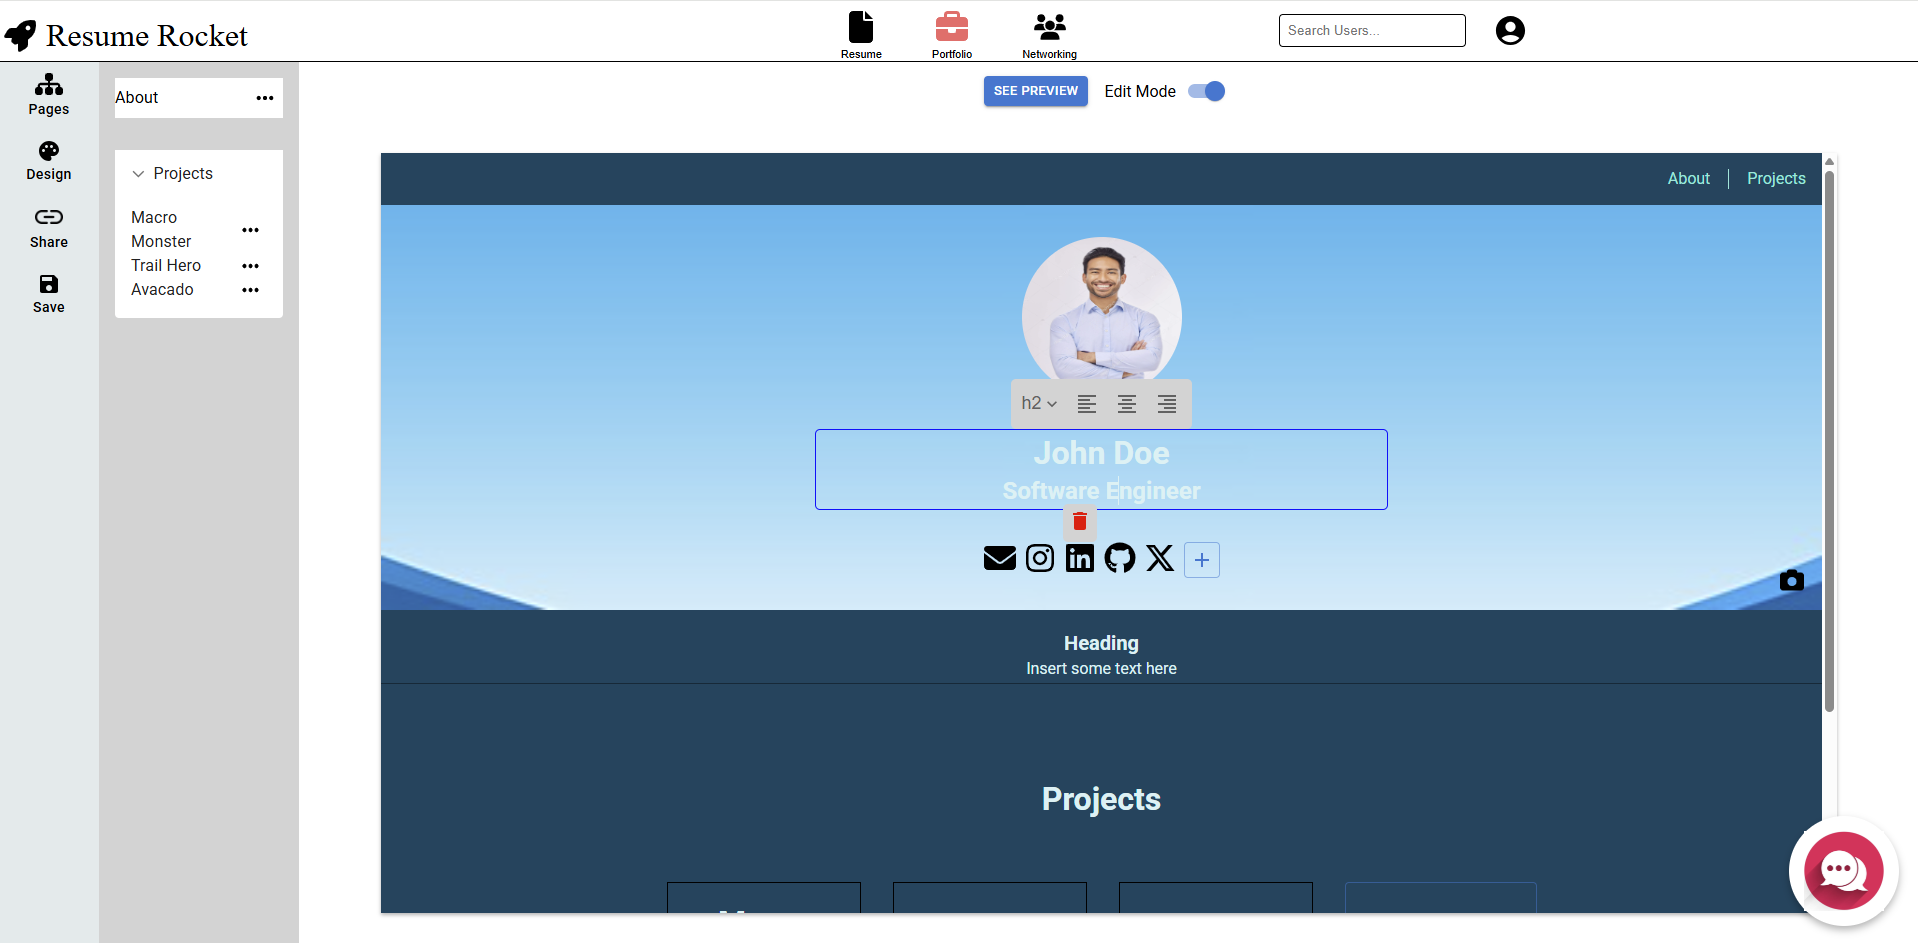 Resume Rocket
Resume
Portfolio
Networking
Search Users...
Pages
Design
Share
Save
About
Projects
Macro
Monster
Trail Hero
Avacado
SEE PREVIEW
Edit Mode
About
Projects
h2
John Doe
Software Engineer
Heading
Insert some text here
Projects